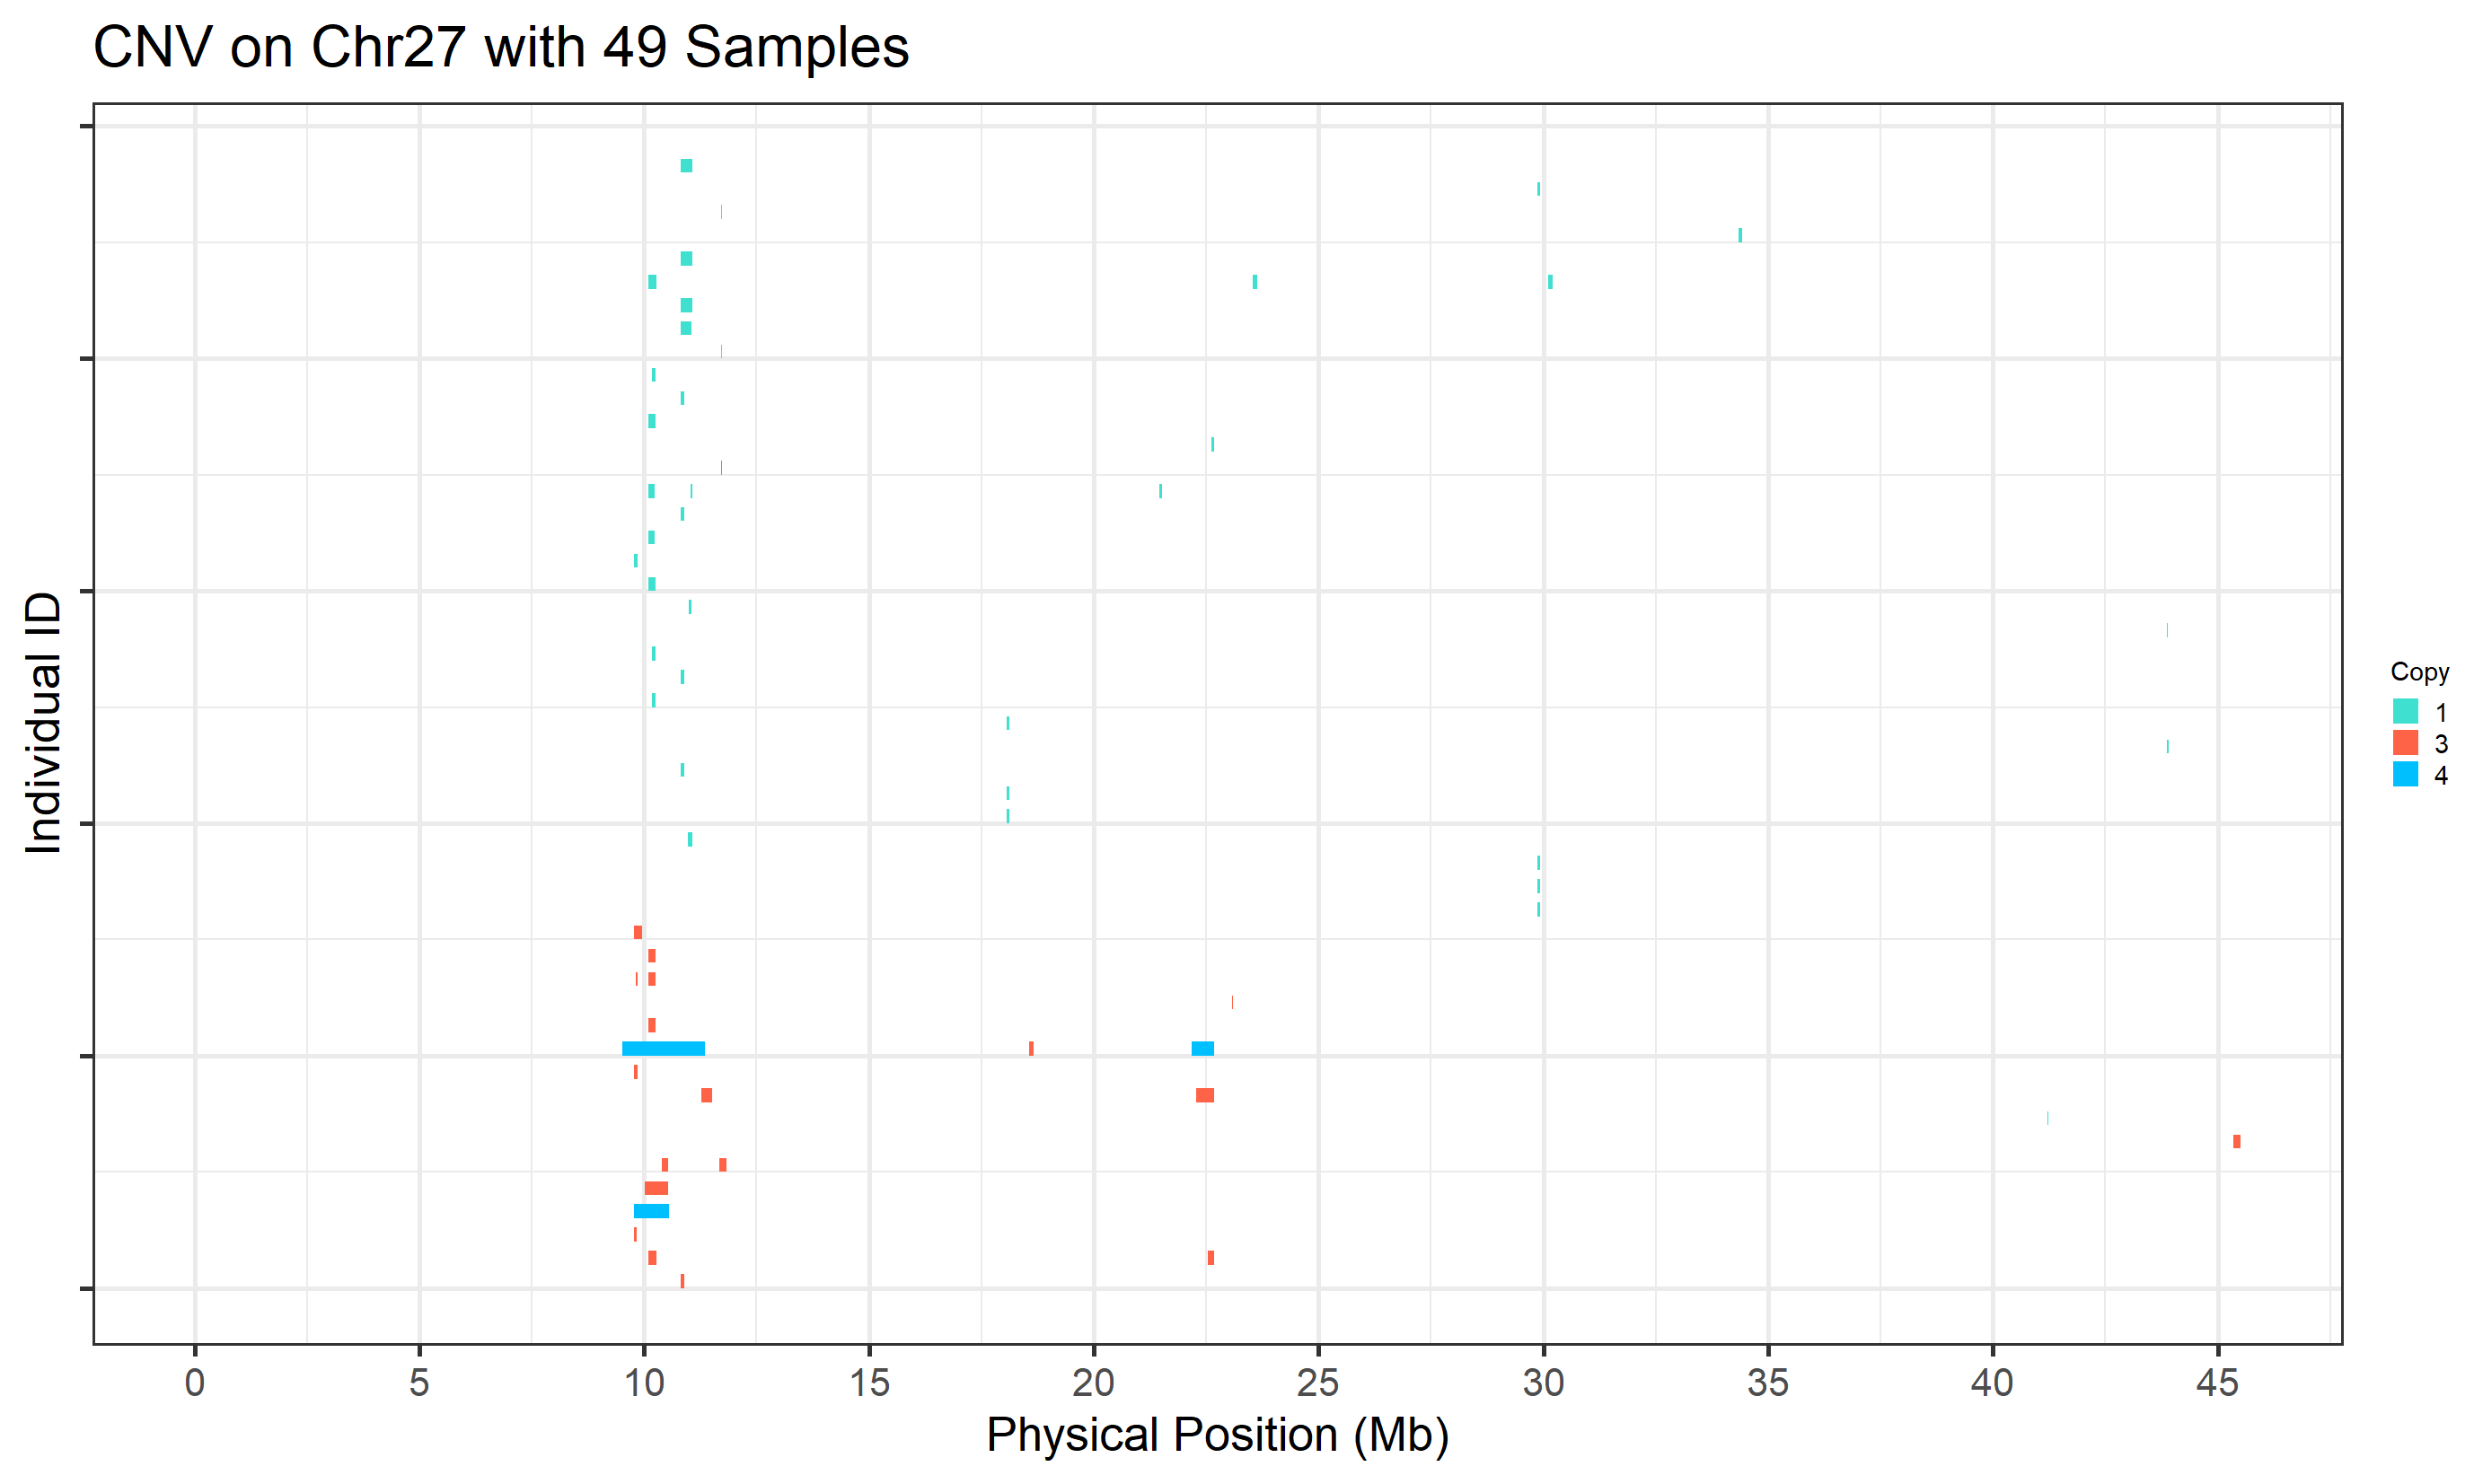 CNV on Chr27 with 49 Samples
Individual ID
Copy
1
3
4
0 5 10 15 20 25 30 35 40 45
Physical Position (Mb)